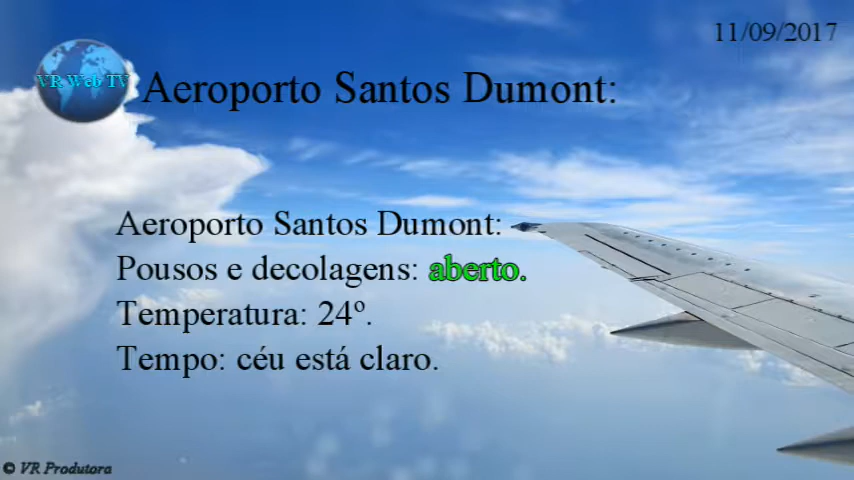 11/09/2017
VR Web TV
Aeroporto Santos Dumont:
Aeroporto Santos Dumont:
Pousos e decolagens: aberto.
Temperatura: 24º.
Tempo: céu está claro.
© VR Produtora